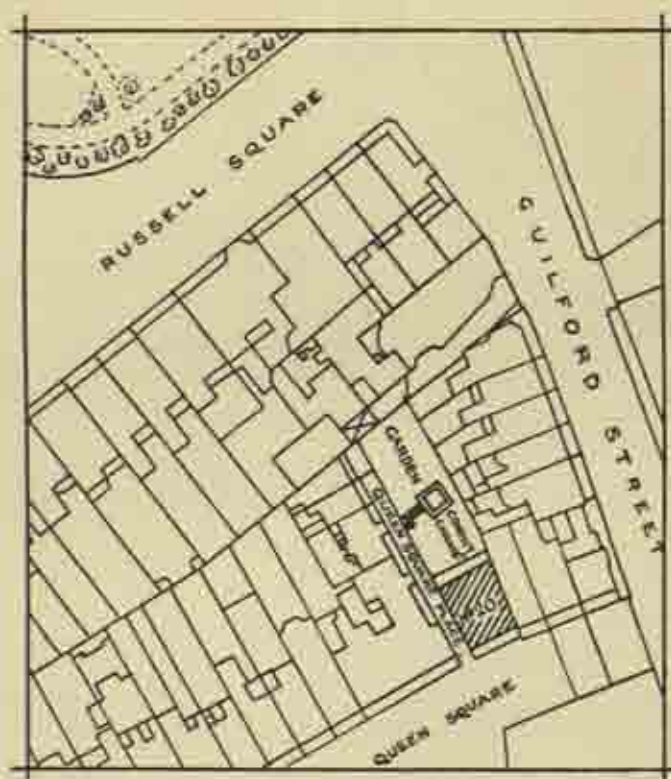 RUSSELL SQUARE
GUILFORD STREET
GARDEN
QUEEN SQUARE PLACE
QUEEN SQUARE